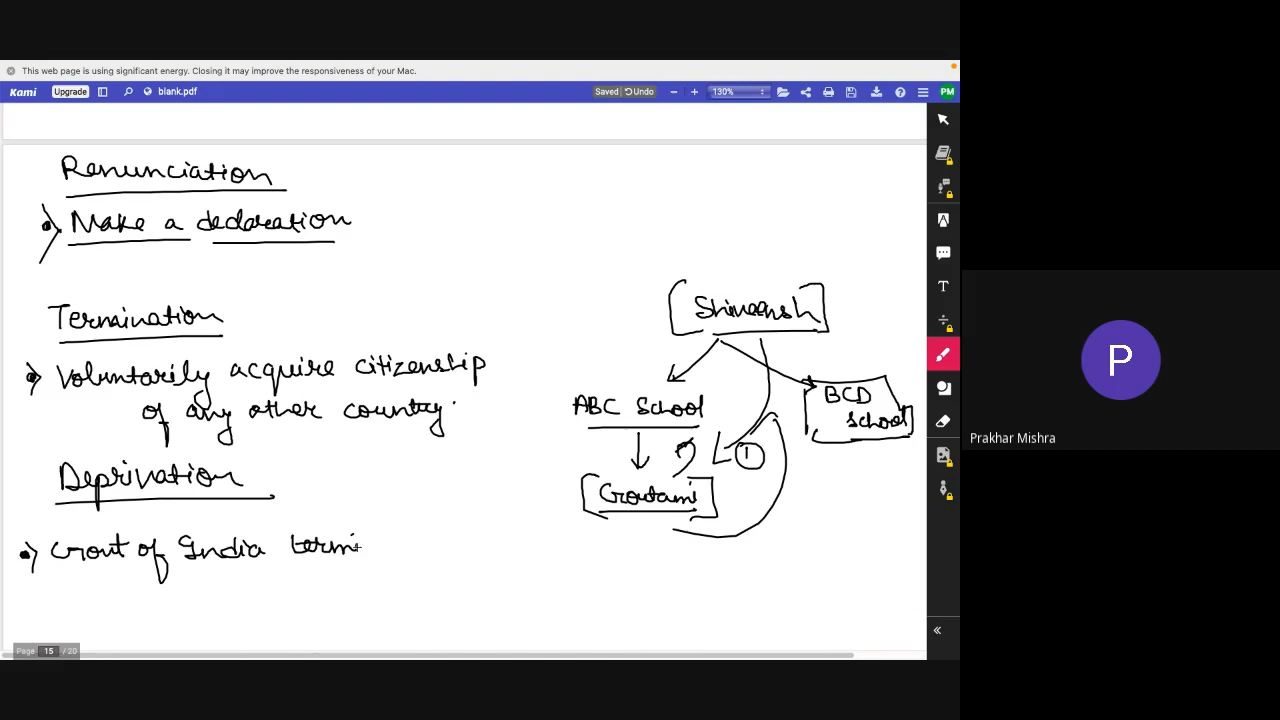 This web page is using significant energy. Closing it may improve the responsiveness of your Mac.
Kami Upgrade blank.pdf Saved Undo 130% PM
Renunciation
Make a declaration
Termination
Voluntarily acquire citizenship
of any other country.
Deprivation
Govt of India termi
[Shivansh]
ABC School
BCD
School
1
[Goutami]
T
P
Prakhar Mishra
Page 15 / 20